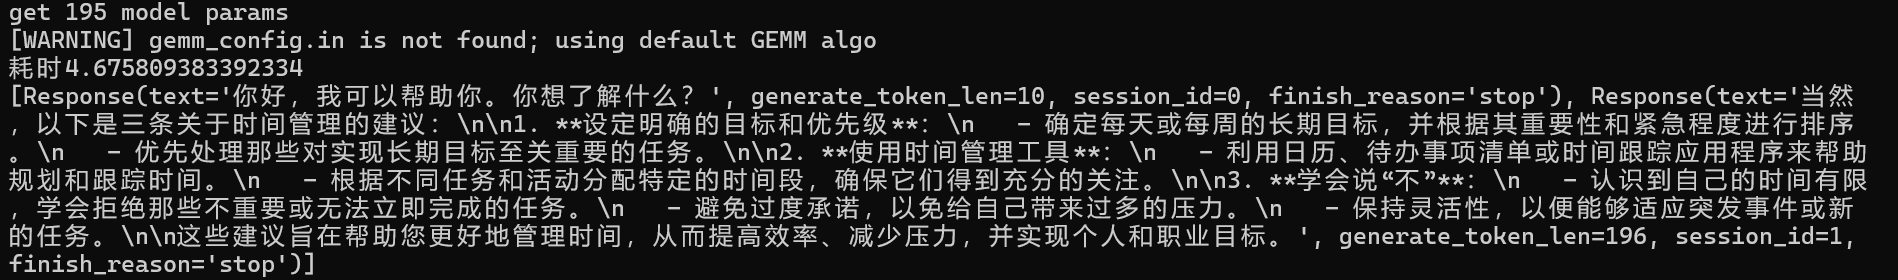 get 195 model params
[WARNING] gemm_config.in is not found; using default GEMM algo
耗时4.675809383392334
[Response(text='你好，我可以帮助你。你想了解什么？', generate_token_len=10, session_id=0, finish_reason='stop'), Response(text='当然
，以下是三条关于时间管理的建议：\n\n1. **设定明确的目标和优先级**：\n   - 确定每天或每周的长期目标，并根据其重要性和紧急程度进行排序
。\n   - 优先处理那些对实现长期目标至关重要的任务。\n\n2. **使用时间管理工具**：\n   - 利用日历、待办事项清单或时间跟踪应用程序来帮助
规划和跟踪时间。\n   - 根据不同任务和活动分配特定的时间段，确保它们得到充分的关注。\n\n3. **学会说“不”**：\n   - 认识到自己的时间有限
，学会拒绝那些不重要或无法立即完成的任务。\n   - 避免过度承诺，以免给自己带来过多的压力。\n   - 保持灵活性，以便能够适应突发事件或新
的任务。\n\n这些建议旨在帮助您更好地管理时间，从而提高效率、减少压力，并实现个人和职业目标。', generate_token_len=196, session_id=1,
finish_reason='stop')]